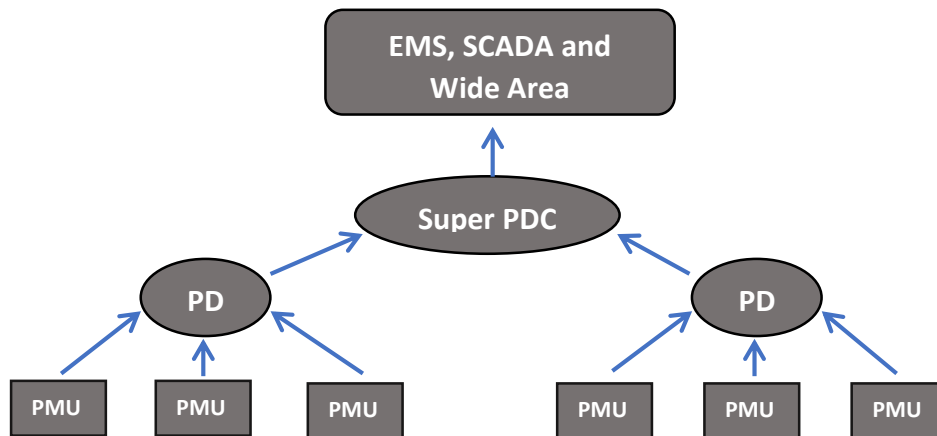 EMS, SCADA and
Wide Area
Super PDC
PD
PD
PMU
PMU
PMU
PMU
PMU
PMU